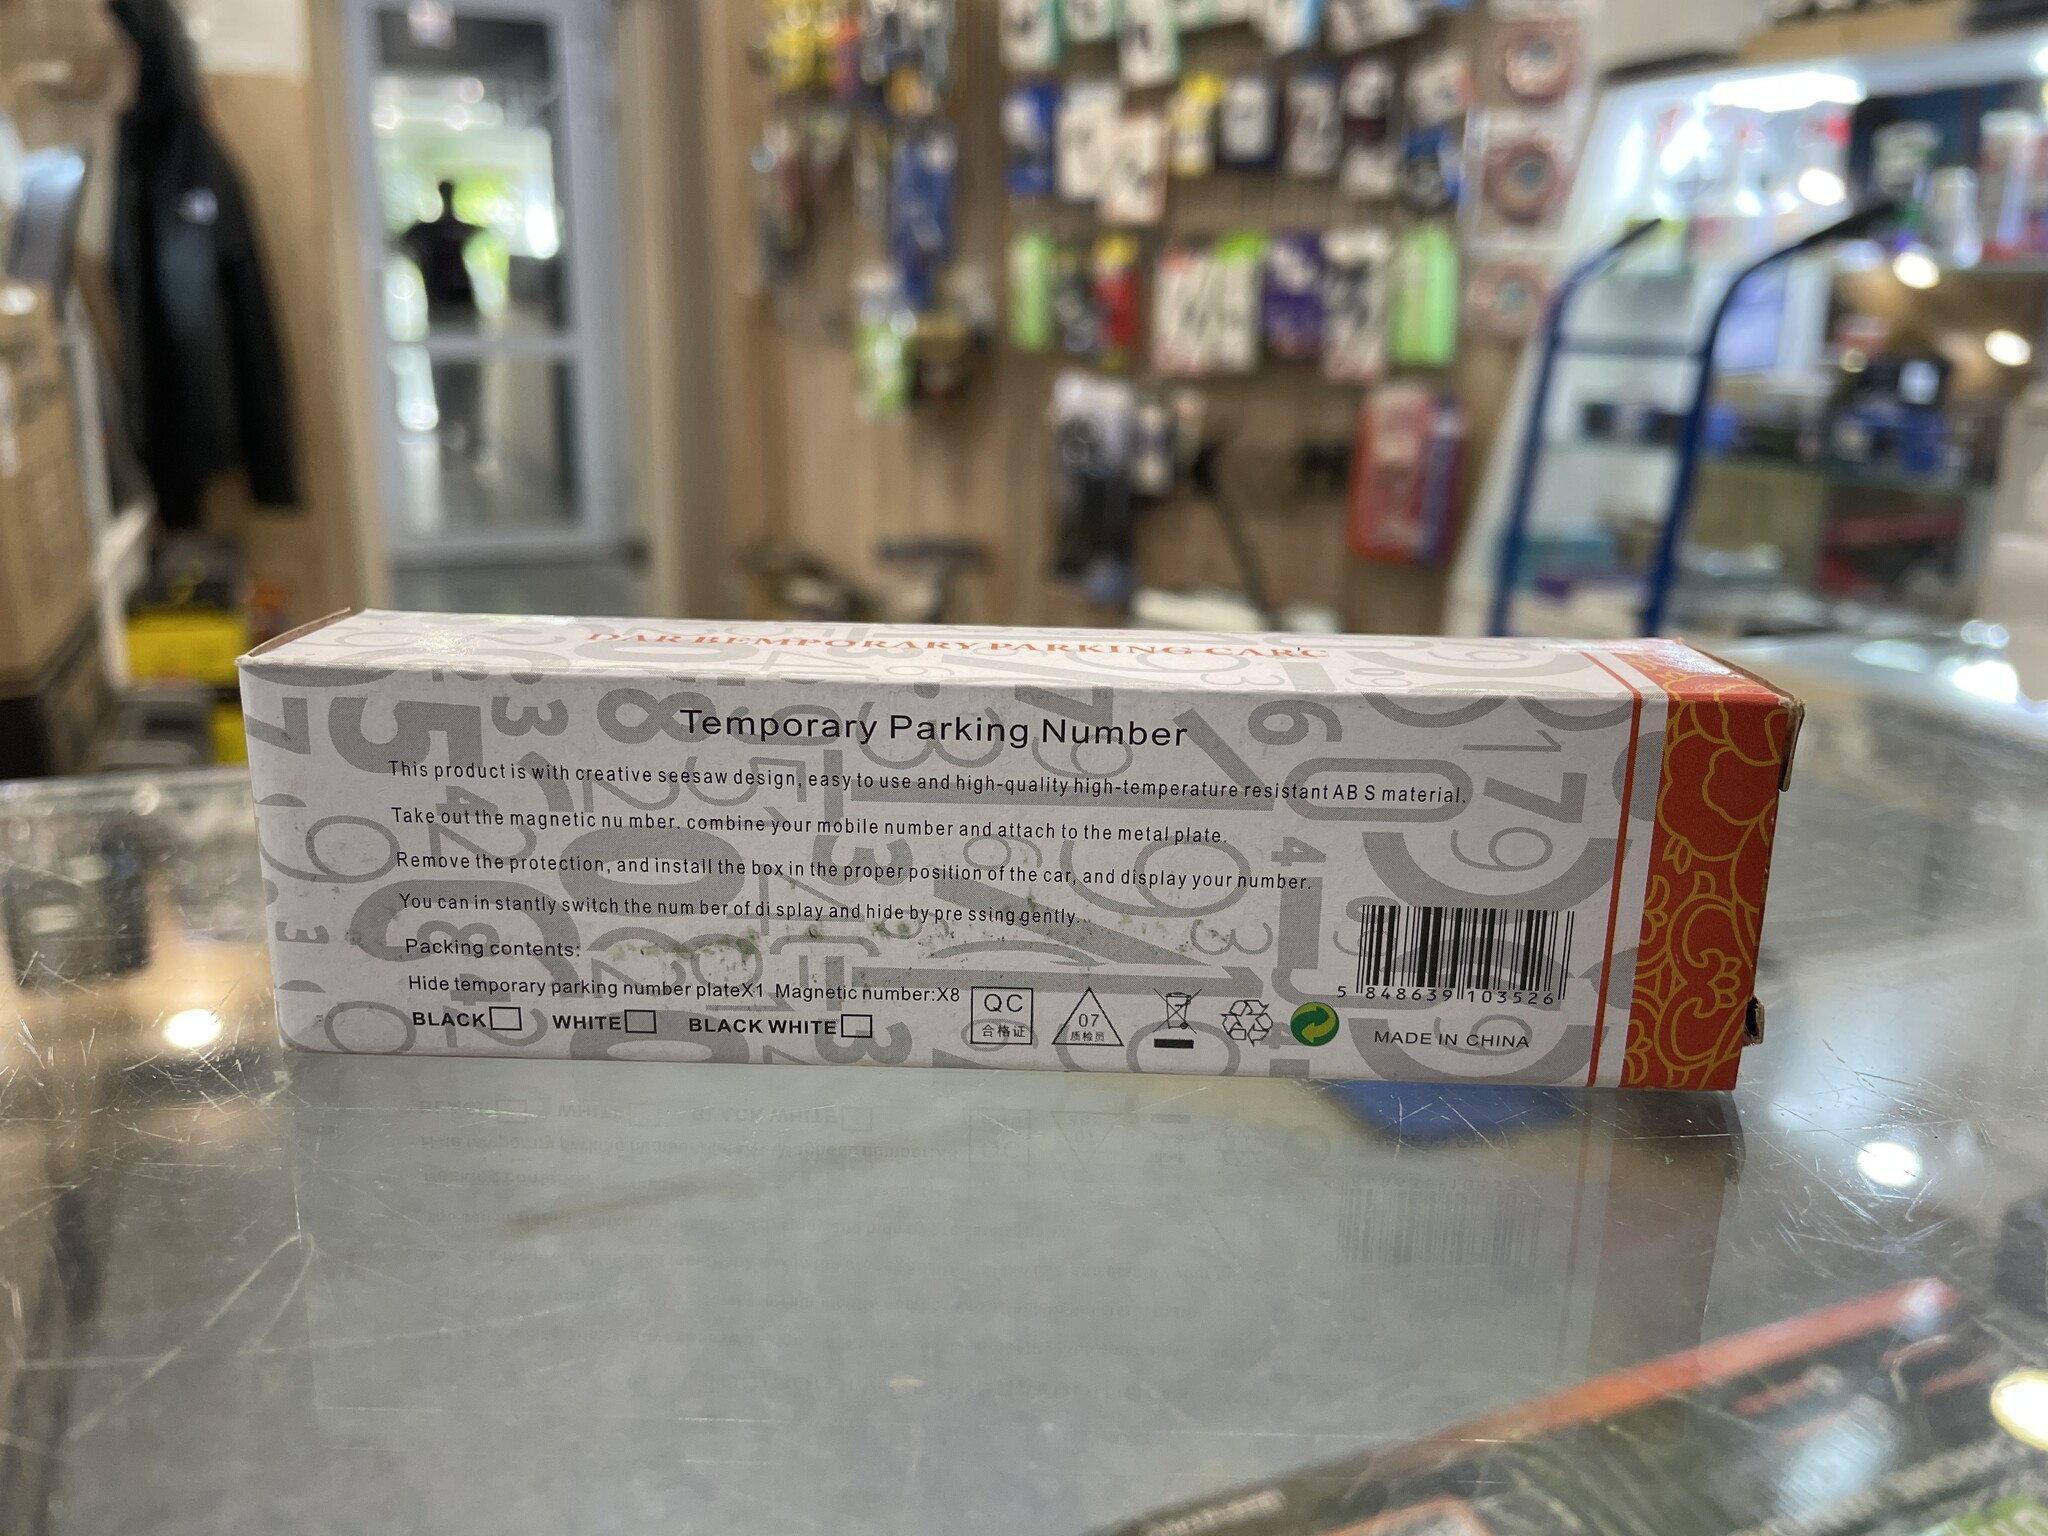 DAR BEMPORARY PARKING CAR'C
Temporary Parking Number
This product is with creative seesaw design, easy to use and high-quality high-temperature resistant AB S material.
Take out the magnetic nu mber. combine your mobile number and attach to the metal plate.
Remove the protection, and install the box in the proper position of the car, and display your number.
You can in stantly switch the num ber of di splay and hide by pre ssing gently.
Packing contents:
Hide temporary parking number plateX1 Magnetic number:X8
BLACK WHITE BLACK WHITE
QC
合格证
07
质检员
5 848639 103526
MADE IN CHINA